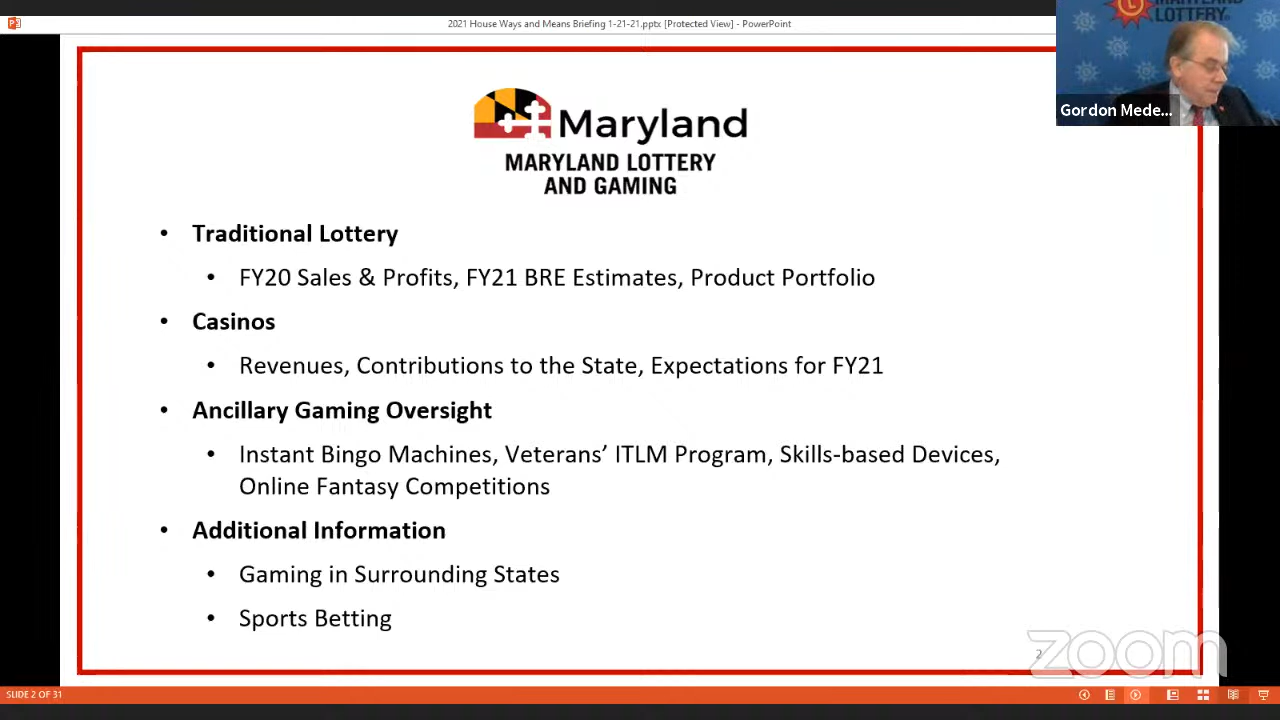 2021 House Ways and Means Briefing 1-21-21.pptx [Protected View] - PowerPoint
LOTTERY
Gordon Mede...
Maryland
MARYLAND LOTTERY
AND GAMING
• Traditional Lottery
• FY20 Sales & Profits, FY21 BRE Estimates, Product Portfolio
• Casinos
• Revenues, Contributions to the State, Expectations for FY21
• Ancillary Gaming Oversight
• Instant Bingo Machines, Veterans’ ITLM Program, Skills-based Devices,
Online Fantasy Competitions
• Additional Information
• Gaming in Surrounding States
• Sports Betting
2
zoom
SLIDE 2 OF 31